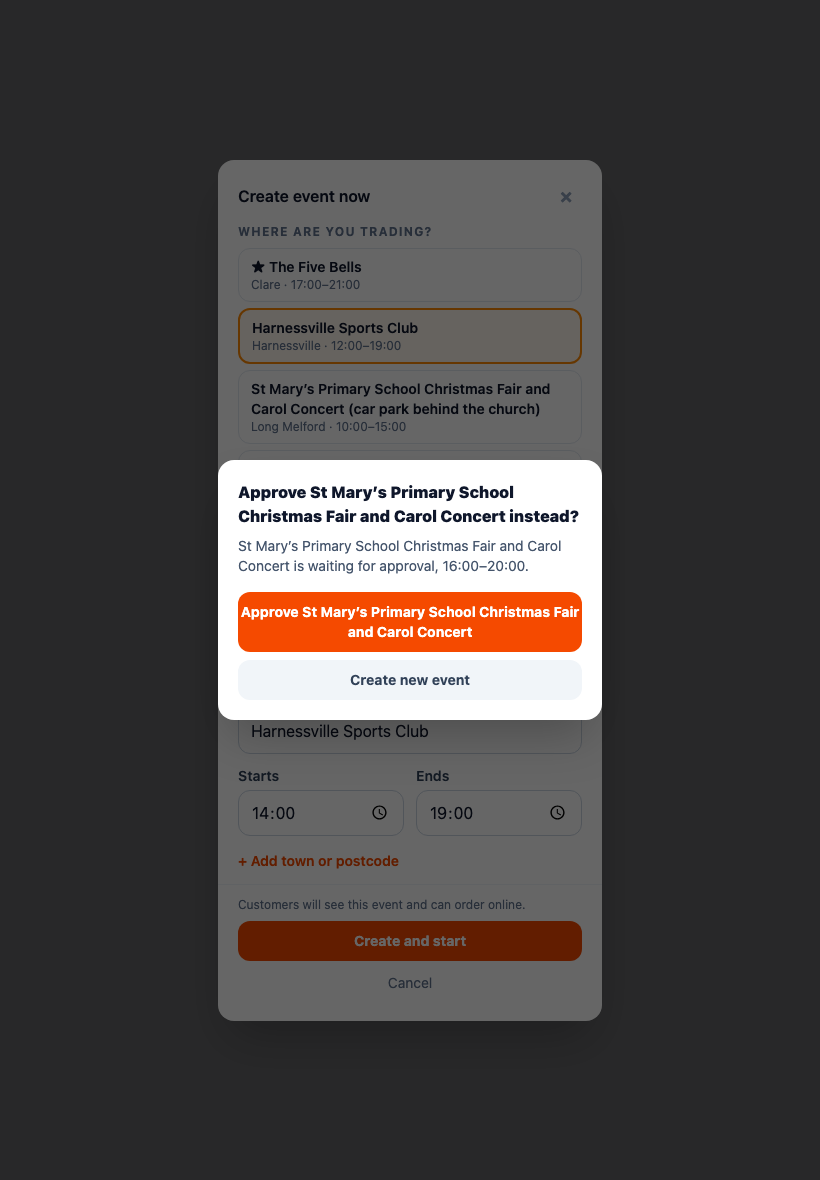 Create event now
WHERE ARE YOU TRADING?
★ The Five Bells
Clare · 17:00–21:00
Harnessville Sports Club
Harnessville · 12:00–19:00
St Mary’s Primary School Christmas Fair and
Carol Concert (car park behind the church)
Long Melford · 10:00–15:00
Approve St Mary’s Primary School
Christmas Fair and Carol Concert instead?
St Mary’s Primary School Christmas Fair and Carol
Concert is waiting for approval, 16:00–20:00.
Approve St Mary’s Primary School Christmas Fair
and Carol Concert
Create new event
Harnessville Sports Club
Starts
Ends
14:00
19:00
+ Add town or postcode
Customers will see this event and can order online.
Create and start
Cancel